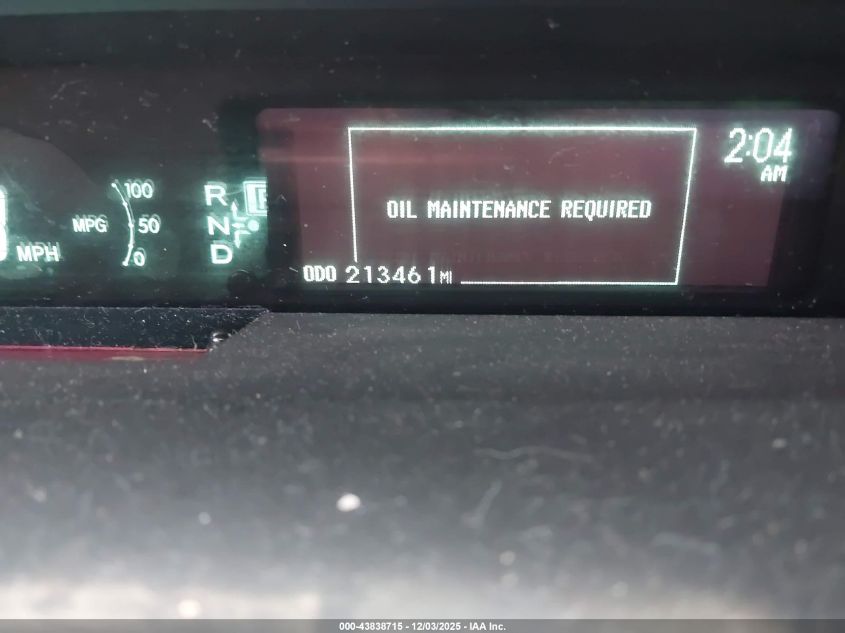 2:04
AM
OIL MAINTENANCE REQUIRED
ODO 213461 MI
100
MPG 50
0
MPH
R
N
D
000-43838715 - 12/03/2025 - IAA Inc.